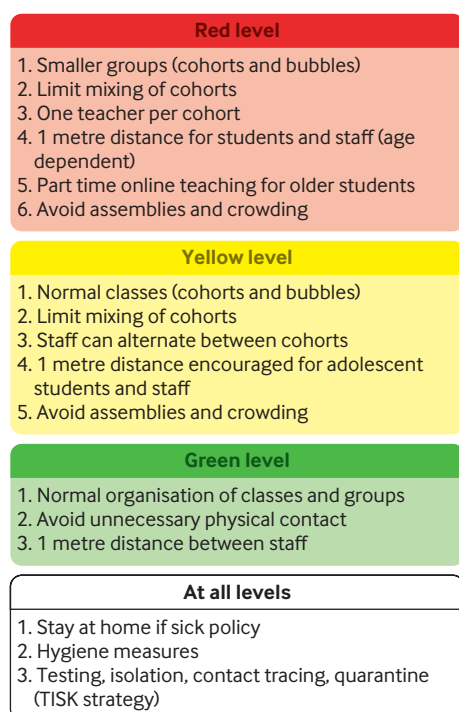 Red level
1. Smaller groups (cohorts and bubbles)
2. Limit mixing of cohorts
3. One teacher per cohort
4. 1 metre distance for students and staff (age
dependent)
5. Part time online teaching for older students
6. Avoid assemblies and crowding
Yellow level
1. Normal classes (cohorts and bubbles)
2. Limit mixing of cohorts
3. Staff can alternate between cohorts
4. 1 metre distance encouraged for adolescent
students and staff
5. Avoid assemblies and crowding
Green level
1. Normal organisation of classes and groups
2. Avoid unnecessary physical contact
3. 1 metre distance between staff
At all levels
1. Stay at home if sick policy
2. Hygiene measures
3. Testing, isolation, contact tracing, quarantine
(TISK strategy)